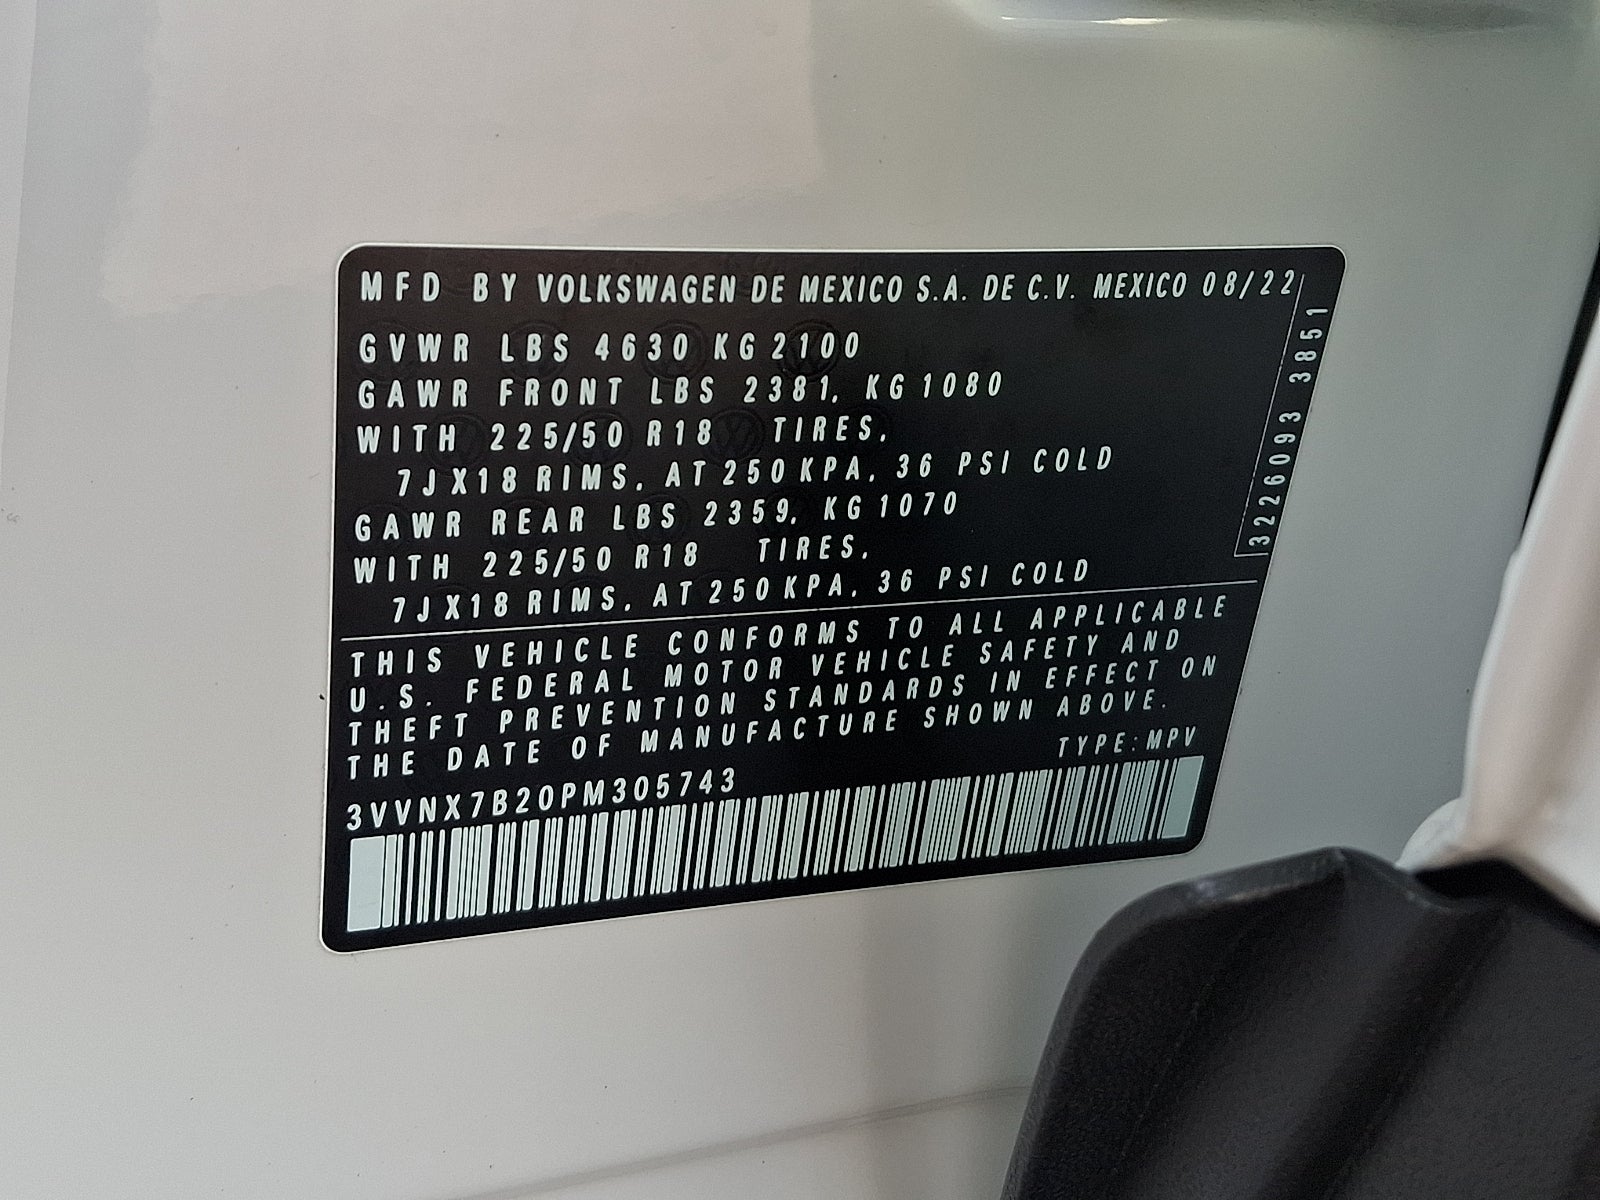 MFD BY VOLKSWAGEN DE MEXICO S.A. DE C.V. MEXICO 08/22
GVWR LBS 4630 KG 2100
GAWR FRONT LBS 2381, KG 1080
WITH 225/50 R18 TIRES,
7JX18 RIMS, AT 250 KPA, 36 PSI COLD
GAWR REAR LBS 2359, KG 1070
WITH 225/50 R18 TIRES,
7JX18 RIMS, AT 250 KPA, 36 PSI COLD
3226093 3851
THIS VEHICLE CONFORMS TO ALL APPLICABLE
U.S. FEDERAL MOTOR VEHICLE SAFETY AND
THEFT PREVENTION STANDARDS IN EFFECT ON
THE DATE OF MANUFACTURE SHOWN ABOVE.
TYPE: MPV
3VVNX7B20PM305743